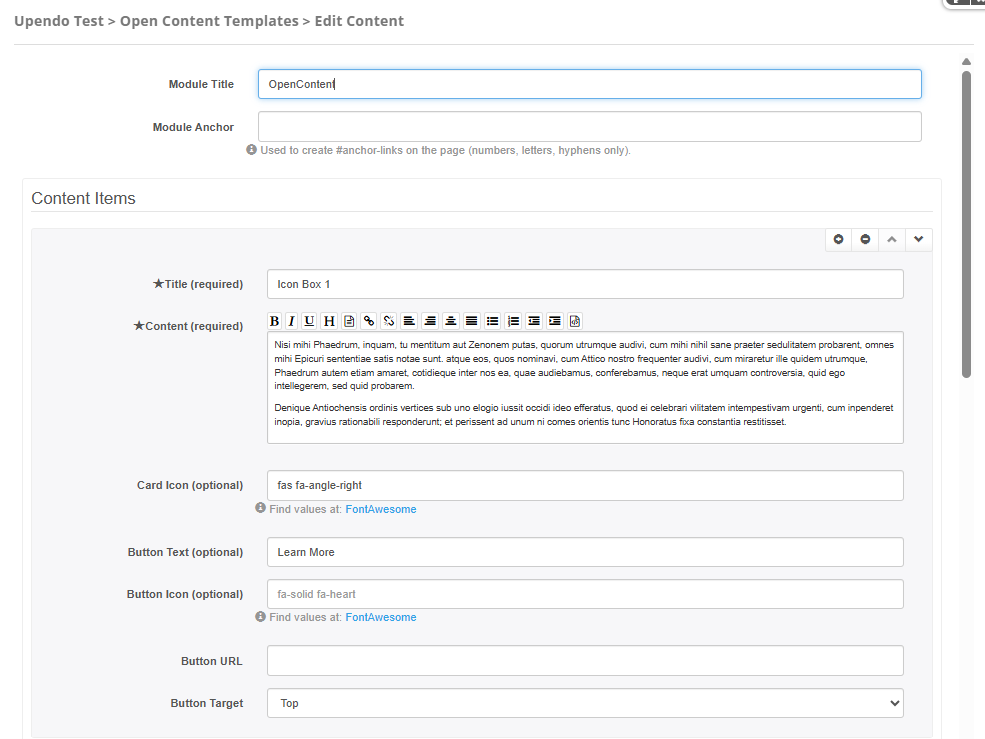 Upendo Test > Open Content Templates > Edit Content
Module Title
OpenContent
Module Anchor
Used to create #anchor-links on the page (numbers, letters, hyphens only).
Content Items
★Title (required)
Icon Box 1
★Content (required)
B I U H
Nisi mihi Phaedrum, inquam, tu mentitum aut Zenonem putas, quorum utrumque audivi, cum mihi nihil sane praeter sedulitatem probarent, omnes
mihi Epicuri sententiae satis notae sunt. atque eos, quos nominavi, cum Attico nostro frequenter audivi, cum miraretur ille quidem utrumque,
Phaedrum autem etiam amaret, cotidieque inter nos ea, quae audiebamus, conferebamus, neque erat umquam controversia, quid ego
intellegerem, sed quid probarem.
Denique Antiochensis ordinis vertices sub uno elogio iussit occidi ideo efferatus, quod ei celebrari vilitatem intempestivam urgenti, cum inpenderet
inopia, gravius rationabili responderunt; et perissent ad unum ni comes orientis tunc Honoratus fixa constantia restitisset.
Card Icon (optional)
fas fa-angle-right
Find values at: FontAwesome
Button Text (optional)
Learn More
Button Icon (optional)
fa-solid fa-heart
Find values at: FontAwesome
Button URL
Button Target
Top